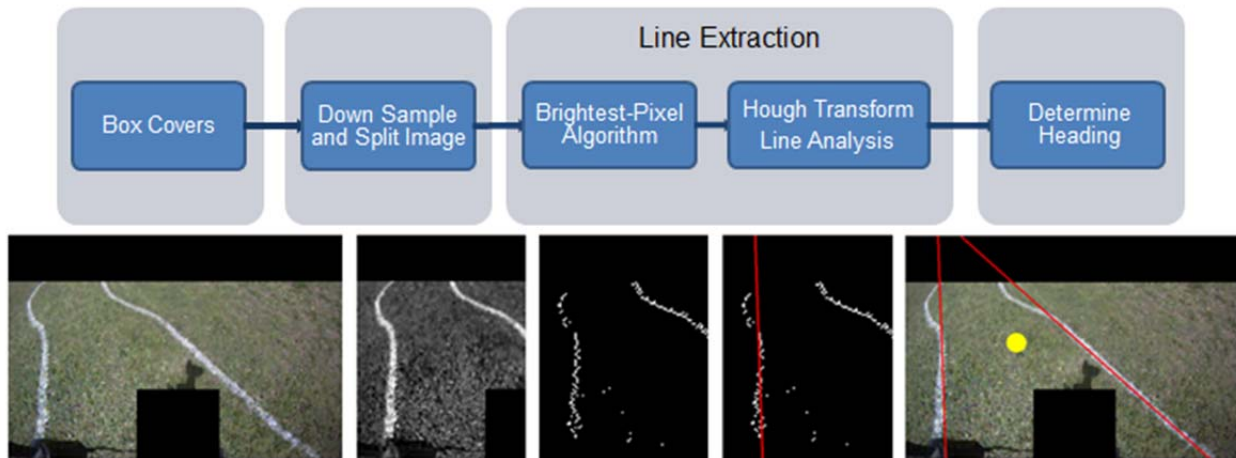 Line Extraction
Box Covers
Down Sample
and Split Image
Brightest-Pixel
Algorithm
Hough Transform
Line Analysis
Determine
Heading